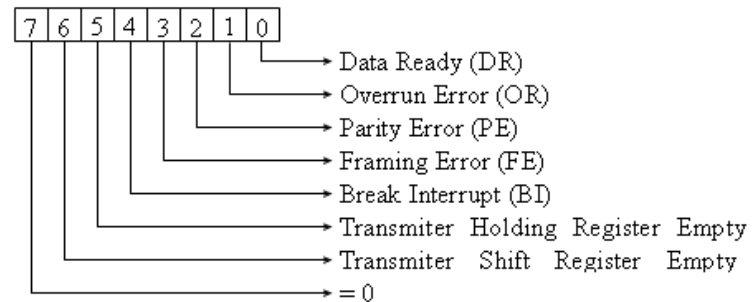 7 6 5 4 3 2 1 0
Data Ready (DR)
Overrun Error (OR)
Parity Error (PE)
Framing Error (FE)
Break Interrupt (BI)
Transmiter Holding Register Empty
Transmiter Shift Register Empty
= 0